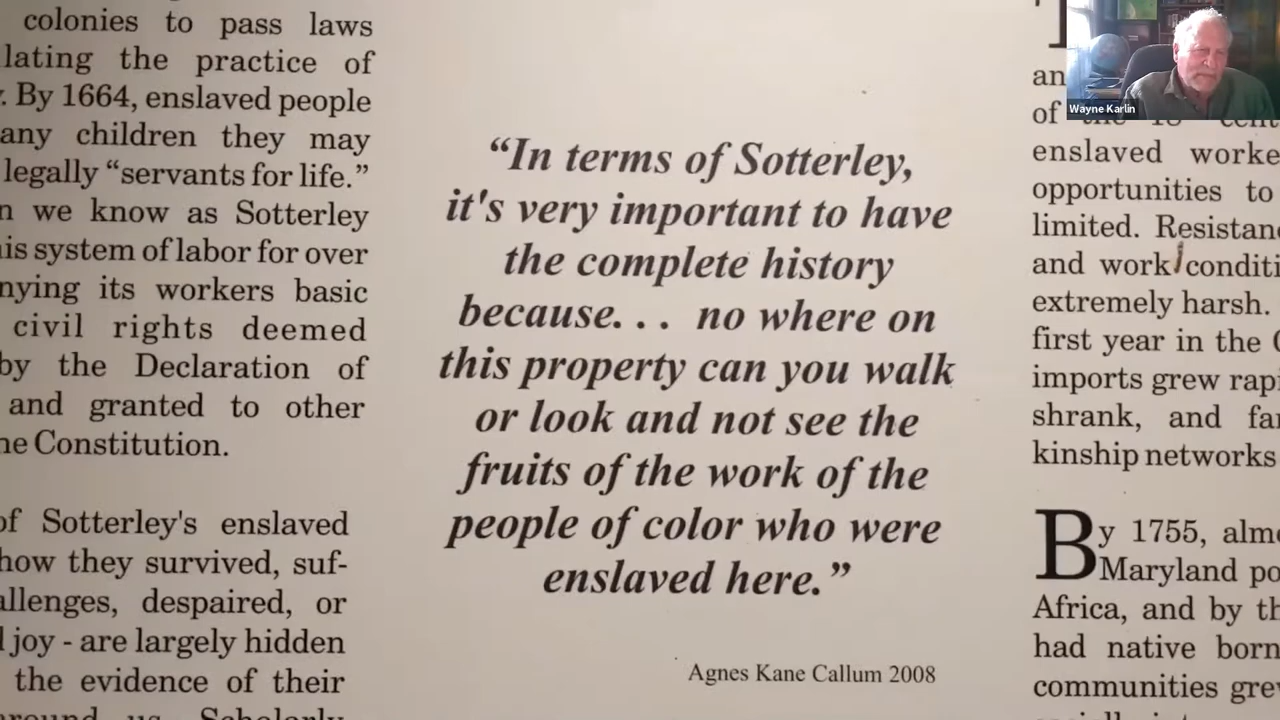 colonies to pass laws
lating the practice of
. By 1664, enslaved people
any children they may
legally “servants for life.”
n we know as Sotterley
is system of labor for over
nying its workers basic
civil rights deemed
by the Declaration of
and granted to other
he Constitution.
of Sotterley's enslaved
how they survived, suf-
allenges, despaired, or
joy - are largely hidden
the evidence of their
“In terms of Sotterley,
it's very important to have
the complete history
because. . . no where on
this property can you walk
or look and not see the
fruits of the work of the
people of color who were
enslaved here.”
Agnes Kane Callum 2008
Wayne Karlin
an
of the 18
enslaved worke
opportunities to
limited. Resistanc
and work conditi
extremely harsh.
first year in the C
imports grew rapi
shrank, and fa
kinship networks
By 1755, almo
Maryland po
Africa, and by th
had native born
communities grew